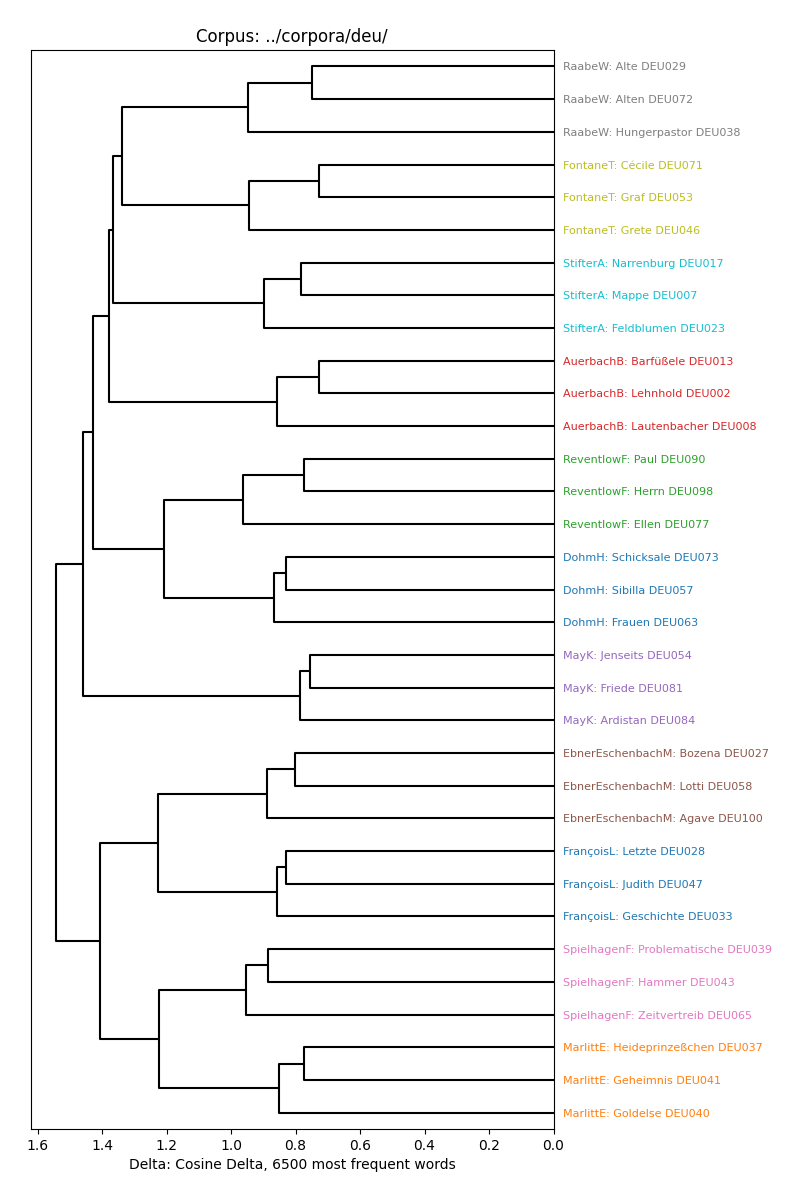 Corpus: ../corpora/deu/
RaabeW: Alte DEU029
RaabeW: Alten DEU072
RaabeW: Hungerpastor DEU038
FontaneT: Cécile DEU071
FontaneT: Graf DEU053
FontaneT: Grete DEU046
StifterA: Narrenburg DEU017
StifterA: Mappe DEU007
StifterA: Feldblumen DEU023
AuerbachB: Barfüßele DEU013
AuerbachB: Lehnhold DEU002
AuerbachB: Lautenbacher DEU008
ReventlowF: Paul DEU090
ReventlowF: Herrn DEU098
ReventlowF: Ellen DEU077
DohmH: Schicksale DEU073
DohmH: Sibilla DEU057
DohmH: Frauen DEU063
MayK: Jenseits DEU054
MayK: Friede DEU081
MayK: Ardistan DEU084
EbnerEschenbachM: Bozena DEU027
EbnerEschenbachM: Lotti DEU058
EbnerEschenbachM: Agave DEU100
FrançoisL: Letzte DEU028
FrançoisL: Judith DEU047
FrançoisL: Geschichte DEU033
SpielhagenF: Problematische DEU039
SpielhagenF: Hammer DEU043
SpielhagenF: Zeitvertreib DEU065
MarlittE: Heideprinzeßchen DEU037
MarlittE: Geheimnis DEU041
MarlittE: Goldelse DEU040
1.6 1.4 1.2 1.0 0.8 0.6 0.4 0.2 0.0
Delta: Cosine Delta, 6500 most frequent words